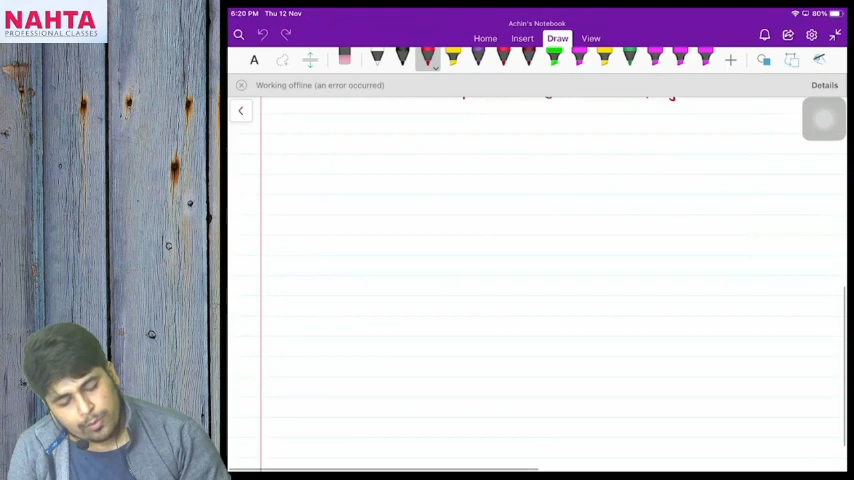 NAHTA
PROFESSIONAL CLASSES
6:20 PM Thu 12 Nov
80%
Achin's Notebook
Home Insert Draw View
A
Working offline (an error occurred)
Details